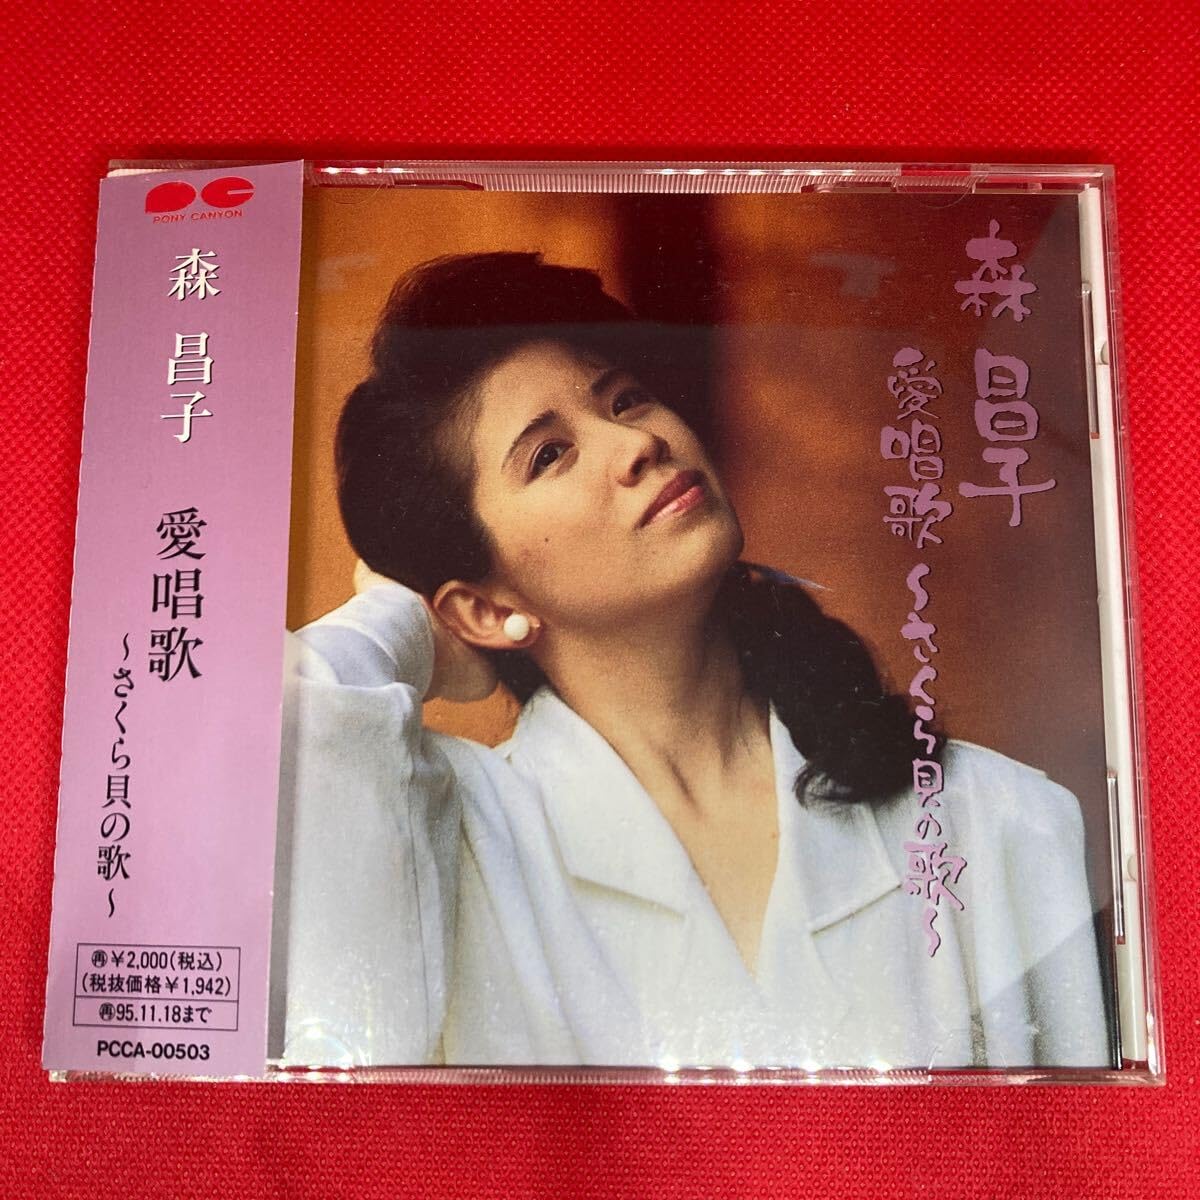 PONY CANYON
森 昌子 愛唱歌
～さくら貝の歌～
再￥2,000(税込)
(税抜価格￥1,942)
再95.11.18まで
PCCA-00503
森 昌子
愛唱歌～さくら貝の歌～